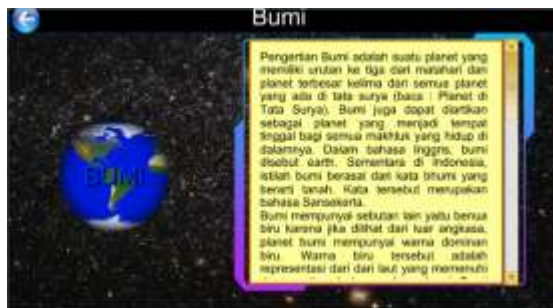 Bumi
BUMI
Pengertian Bumi adalah suatu planet yang
memiliki urutan ke tiga dari matahari dan
planet terbesar kelima dari semua planet
yang ada di tata surya (baca : Planet di
Tata Surya). Bumi juga dapat diartikan
sebagai planet yang menjadi tempat
tinggal bagi semua makhluk yang hidup di
dalamnya. Dalam bahasa Inggris, bumi
disebut earth. Sementara di Indonesia,
istilah bumi berasal dari kata bhumi yang
berarti tanah. Kata tersebut merupakan
bahasa Sansekerta.
Bumi mempunyai sebutan lain yaitu benua
biru karena jika dilihat dari luar angkasa,
planet bumi mempunyai warna dominan
biru. Warna biru tersebut adalah
representasi dari dari laut yang memenuhi